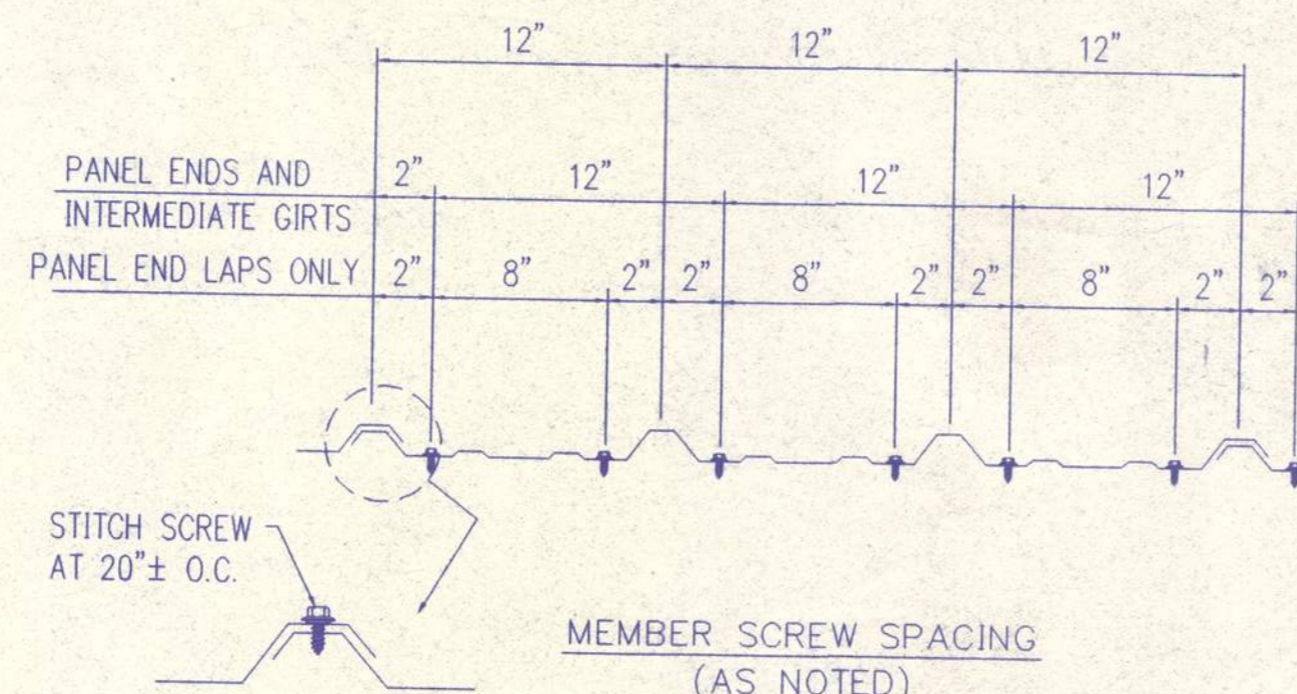 12" 12" 12"
PANEL ENDS AND
INTERMEDIATE GIRTS
2" 12" 12" 12"
PANEL END LAPS ONLY 2" 8" 2" 2" 8" 2" 2" 8" 2" 2"
STITCH SCREW
AT 20"± O.C.
MEMBER SCREW SPACING
(AS NOTED)